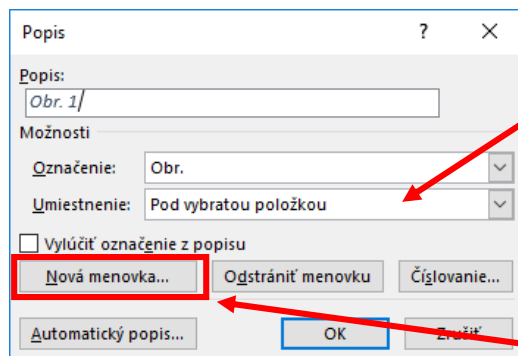 Popis ?
Popis:
Obr. 1
Možnosti
Označenie: Obr.
Umiestnenie: Pod vybratou položkou
Vylúčiť označenie z popisu
Nová menovka... Odstrániť menovku Číslovanie...
Automatický popis... OK Zrušiť